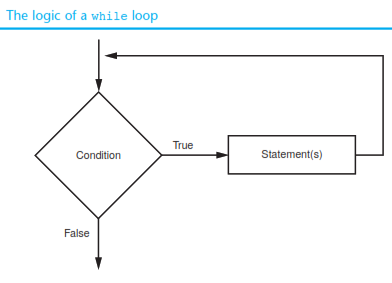 The logic of a while loop
True
Condition
Statement(s)
False